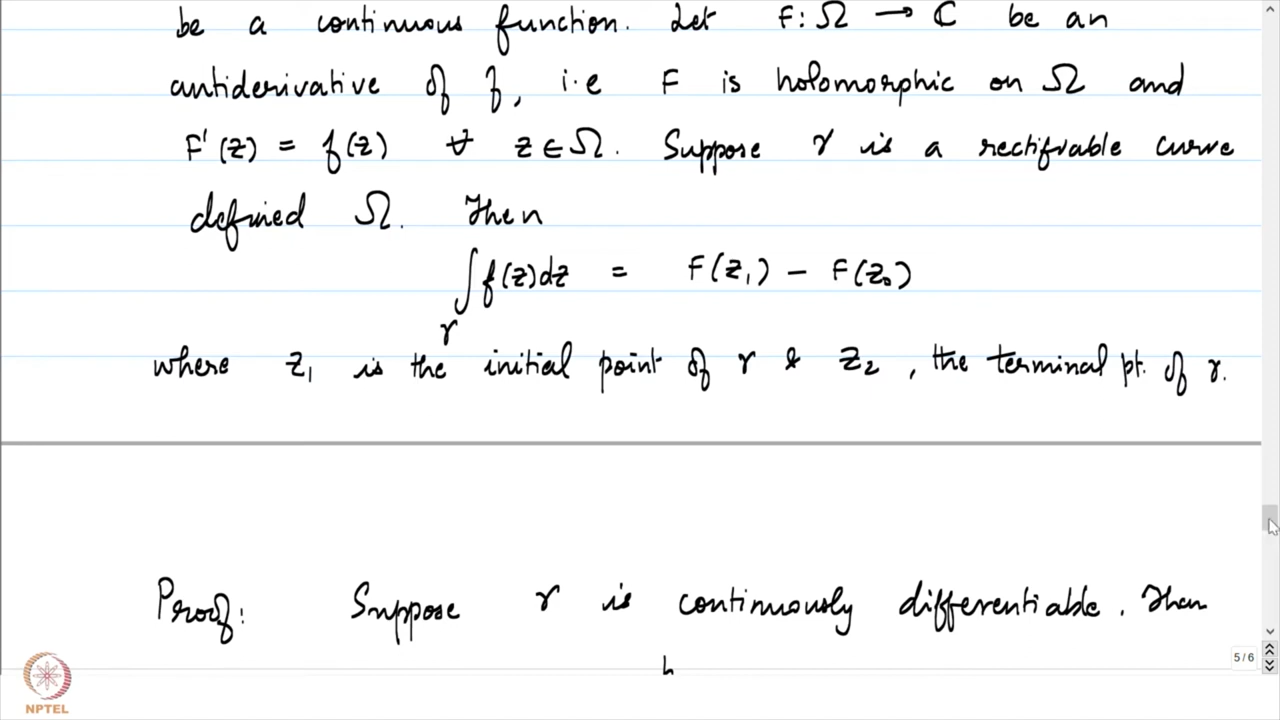 be a continuous function. Let F: Ω → ℂ be an
antiderivative of f, i.e F is holomorphic on Ω and
F'(z) = f(z) ∀ z ∈ Ω. Suppose γ is a rectifiable curve
defined Ω. Then
∫_γ f(z)dz = F(z₁) − F(z₀)
where z₁ is the initial point of γ & z₂, the terminal pt. of γ.
Proof: Suppose γ is continuously differentiable. Then
5 / 6
NPTEL